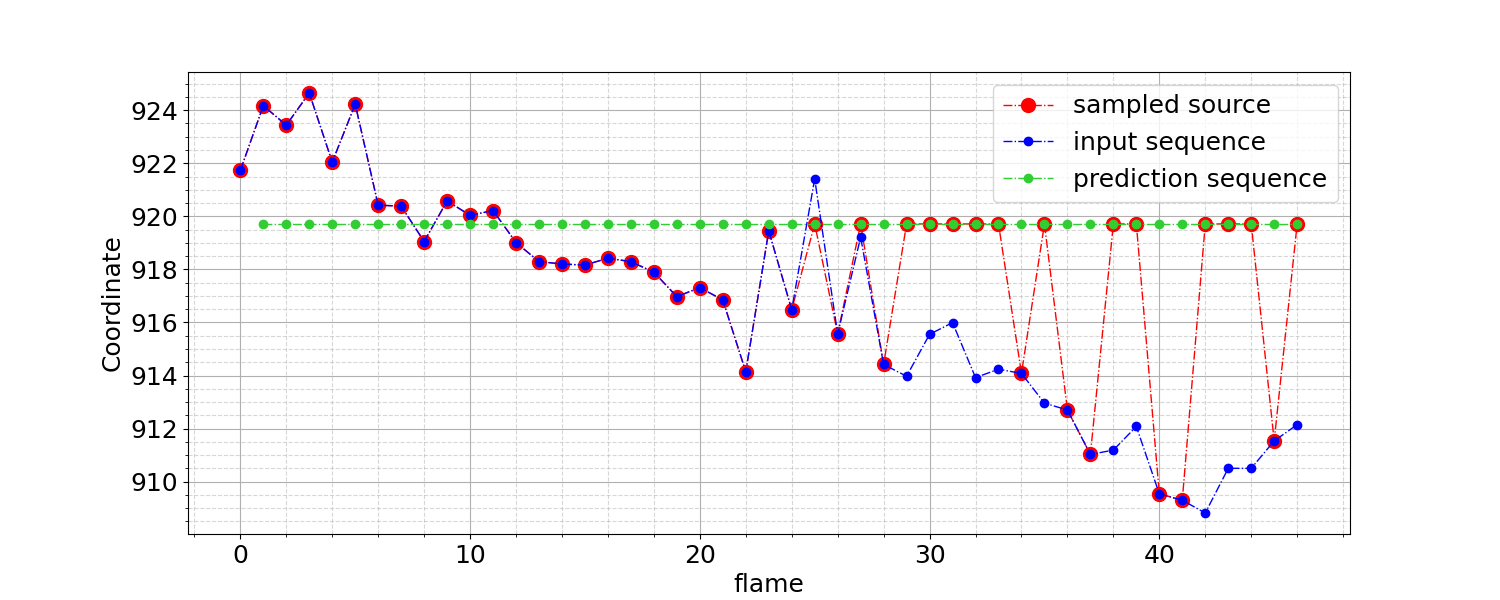 924
922
920
918
916
914
912
910
Coordinate
0 10 20 30 40
flame
sampled source
input sequence
prediction sequence